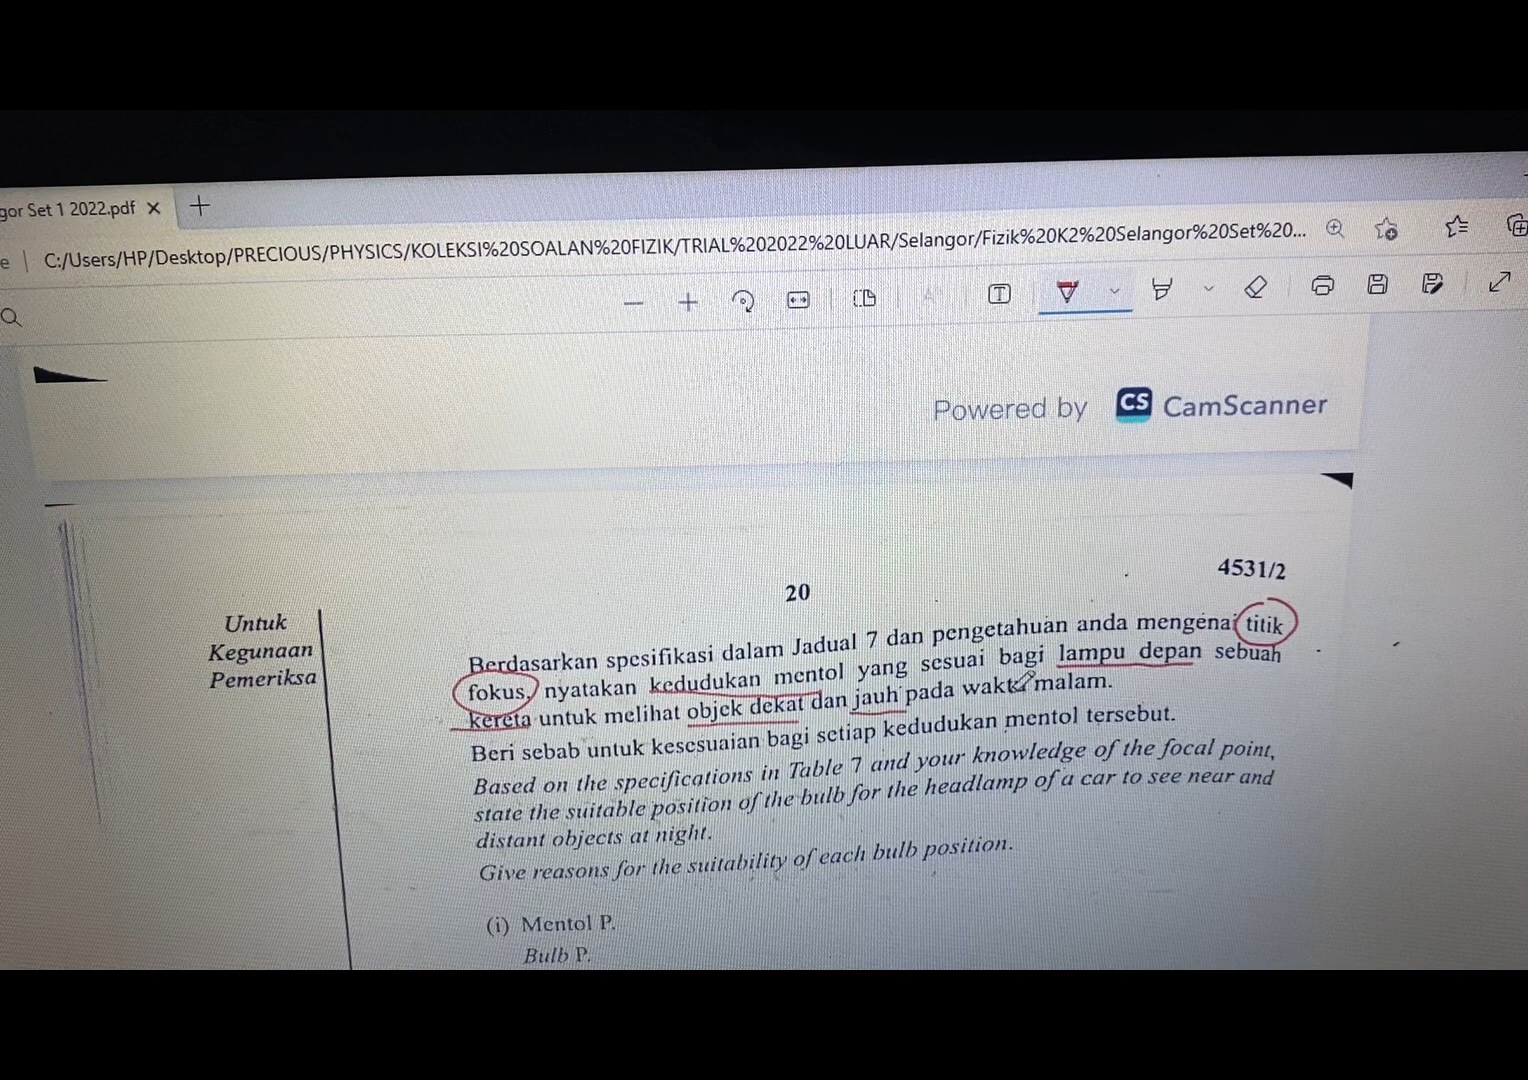 gor Set 1 2022.pdf
C:/Users/HP/Desktop/PRECIOUS/PHYSICS/KOLEKSI%20SOALAN%20FIZIK/TRIAL%202022%20LUAR/Selangor/Fizik%20K2%20Selangor%20Set%20...
Powered by CS CamScanner
4531/2
20
Untuk
Kegunaan
Pemeriksa
Berdasarkan spesifikasi dalam Jadual 7 dan pengetahuan anda mengenai titik
fokus, nyatakan kedudukan mentol yang sesuai bagi lampu depan sebuah
kereta untuk melihat objek dekat dan jauh pada waktu malam.
Beri sebab untuk kesesuaian bagi setiap kedudukan mentol tersebut.
Based on the specifications in Table 7 and your knowledge of the focal point,
state the suitable position of the bulb for the headlamp of a car to see near and
distant objects at night.
Give reasons for the suitability of each bulb position.
(i) Mentol P.
Bulb P.